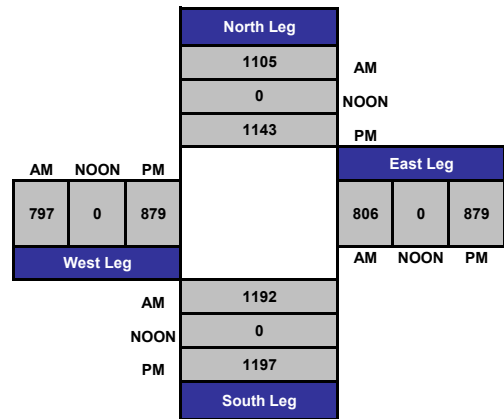 North Leg
1105 AM
0 NOON
1143 PM
East Leg
AM NOON PM
797 0 879
806 0 879
West Leg
AM NOON PM
AM 1192
NOON 0
PM 1197
South Leg